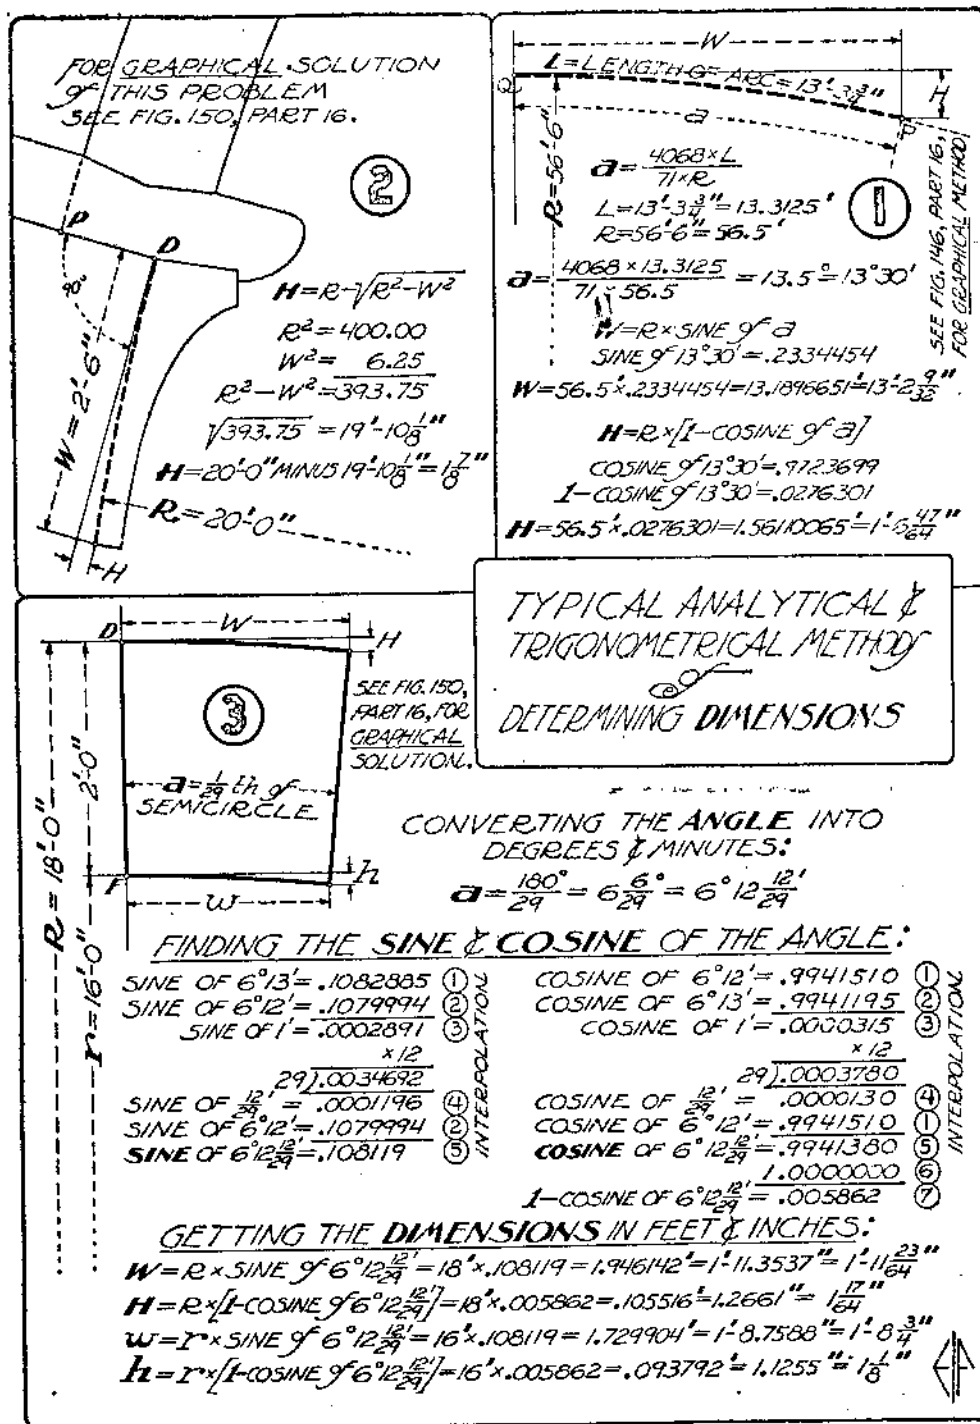 FOR GRAPHICAL SOLUTION
of THIS PROBLEM
SEE FIG. 150, PART 16.
2
P
D
90°
W=2'-6"
H=R-√R²-W²
R²=400.00
W²= 6.25
R²-W²=393.75
√393.75 = 19'-10 1/8"
H=20'-0" MINUS 19'-10 1/8"=1 7/8"
R=20'-0"
H
W
L=LENGTH OF ARC=13'-3 3/4"
H
Q
a
P
R=56'-6"
1
a= 4068×L / 71×R
L=13'-3 3/4"=13.3125'
R=56'-6"=56.5'
a= 4068×13.3125 / 71×56.5 = 13.5°=13°30'
W=R×SINE of a
SINE of 13°30'=.2334454
W=56.5'×.2334454=13.1896651'=13'-2 9/32"
H=R×[1-COSINE of a]
COSINE of 13°30'=.9723699
1-COSINE of 13°30'=.0276301
H=56.5'×.0276301=1.56110065'=1'-6 47/64"
SEE FIG. 146, PART 16,
FOR GRAPHICAL METHOD
TYPICAL ANALYTICAL &
TRIGONOMETRICAL METHODS
of
DETERMINING DIMENSIONS
D
W
H
3
SEE FIG. 150,
PART 16, FOR
GRAPHICAL
SOLUTION.
a=1/29 th of
SEMICIRCLE
R=18'-0"
2'-0"
r=16'-0"
F
h
w
CONVERTING THE ANGLE INTO
DEGREES & MINUTES:
a= 180°/29 = 6 6/29° = 6°12 12/29'
FINDING THE SINE & COSINE OF THE ANGLE:
SINE OF 6°13'=.1082885 1
SINE OF 6°12'=.1079994 2
SINE OF 1'=.0002891 3
×12
29).0034692
SINE OF 12/29' = .0001196 4
SINE OF 6°12'=.1079994 2
SINE OF 6°12 12/29'=.108119 5
INTERPOLATION
COSINE OF 6°12'=.9941510 1
COSINE OF 6°13'=.9941195 2
COSINE OF 1'=.0000315 3
×12
29).0003780
COSINE OF 12/29' = .0000130 4
COSINE OF 6°12'=.9941510 1
COSINE OF 6°12 12/29'=.9941380 5
1.0000000 6
1-COSINE OF 6°12 12/29'=.005862 7
INTERPOLATION
GETTING THE DIMENSIONS IN FEET & INCHES:
W=R×SINE of 6°12 12/29'=18'×.108119=1.946142'=1'-11.3537"=1'-11 23/64"
H=R×[1-COSINE of 6°12 12/29']=18'×.005862=.105516'=1.2661"=1 17/64"
w=r×SINE of 6°12 12/29'=16'×.108119=1.729904'=1'-8.7588"=1'-8 3/4"
h=r×[1-COSINE of 6°12 12/29']=16'×.005862=.093792'=1.1255"=1 1/8"